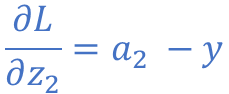 ∂L/∂z₂ = a₂ − y